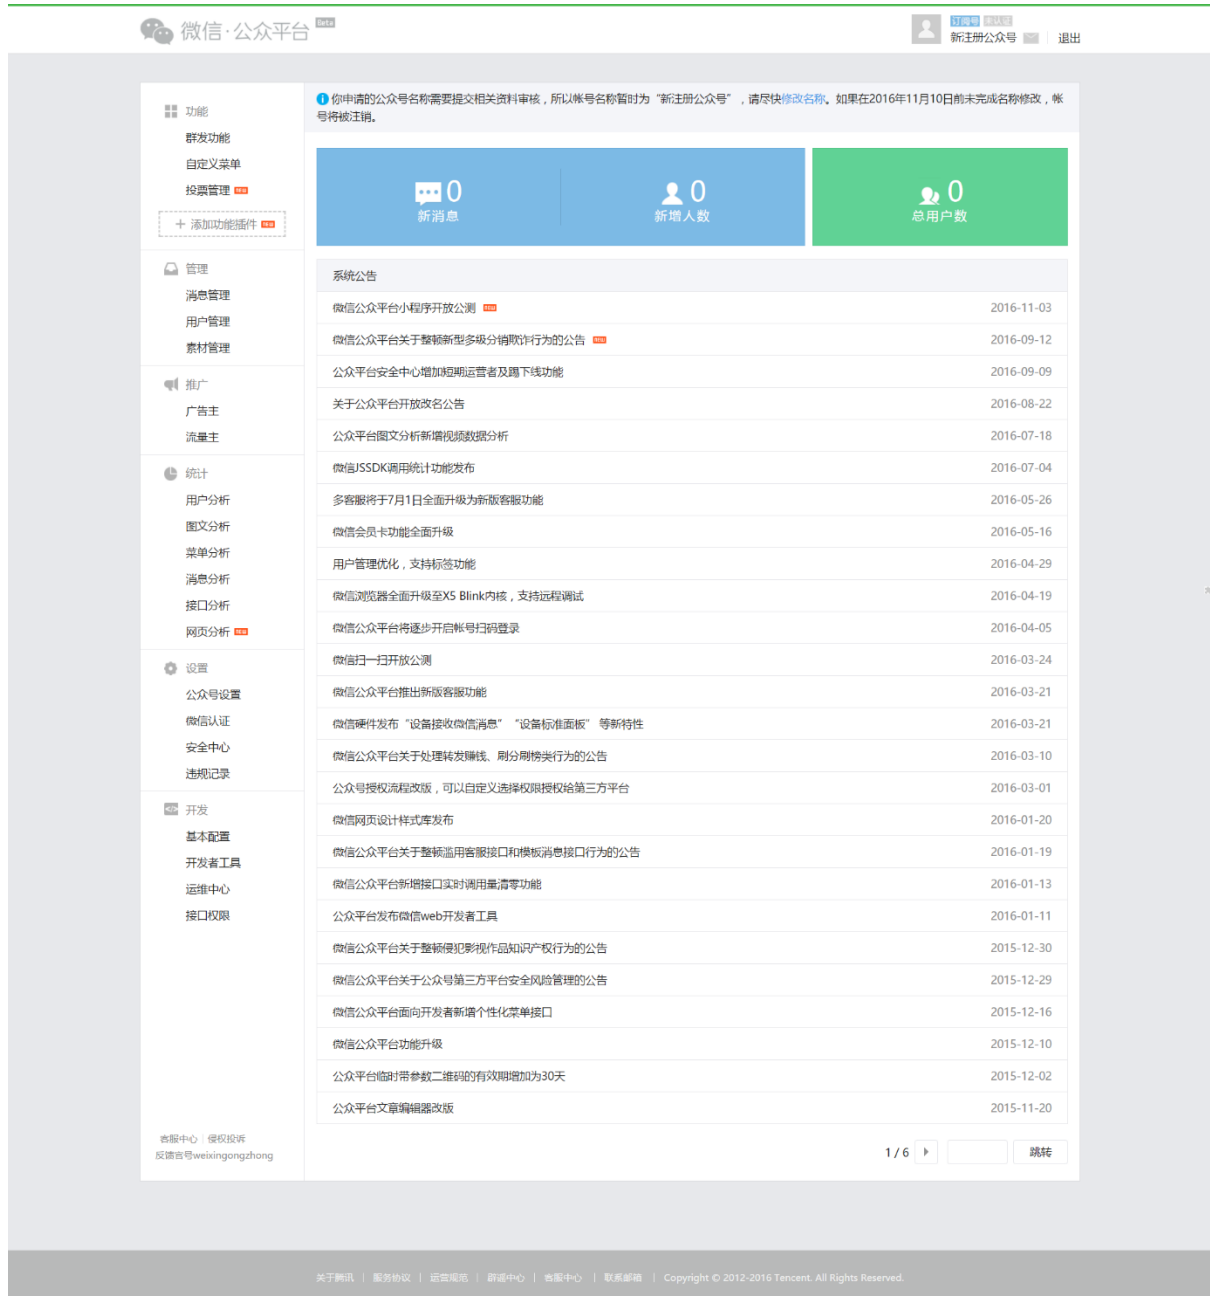 微信·公众平台 Beta
订阅号 未认证
新注册公众号 退出
功能
群发功能
自定义菜单
投票管理
+ 添加功能插件
管理
消息管理
用户管理
素材管理
推广
广告主
流量主
统计
用户分析
图文分析
菜单分析
消息分析
接口分析
网页分析
设置
公众号设置
微信认证
安全中心
违规记录
开发
基本配置
开发者工具
运维中心
接口权限
客服中心 侵权投诉
反馈官号weixingongzhong
你申请的公众号名称需要提交相关资料审核，所以帐号名称暂时为“新注册公众号”，请尽快修改名称。如果在2016年11月10日前未完成名称修改，帐
号将被注销。
0 0 0
新消息 新增人数 总用户数
系统公告
微信公众平台小程序开放公测 2016-11-03
微信公众平台关于整顿新型多级分销欺诈行为的公告 2016-09-12
公众平台安全中心增加短期运营者及踢下线功能 2016-09-09
关于公众平台开放改名公告 2016-08-22
公众平台图文分析新增视频数据分析 2016-07-18
微信JSSDK调用统计功能发布 2016-07-04
多客服将于7月1日全面升级为新版客服功能 2016-05-26
微信会员卡功能全面升级 2016-05-16
用户管理优化，支持标签功能 2016-04-29
微信浏览器全面升级至X5 Blink内核，支持远程调试 2016-04-19
微信公众平台将逐步开启帐号扫码登录 2016-04-05
微信扫一扫开放公测 2016-03-24
微信公众平台推出新版客服功能 2016-03-21
微信硬件发布“设备接收微信消息”“设备标准面板”等新特性 2016-03-21
微信公众平台关于处理转发赚钱、刷分刷榜类行为的公告 2016-03-10
公众号授权流程改版，可以自定义选择权限授权给第三方平台 2016-03-01
微信网页设计样式库发布 2016-01-20
微信公众平台关于整顿滥用客服接口和模板消息接口行为的公告 2016-01-19
微信公众平台新增接口实时调用量清零功能 2016-01-13
公众平台发布微信web开发者工具 2016-01-11
微信公众平台关于整顿侵犯影视作品知识产权行为的公告 2015-12-30
微信公众平台关于公众号第三方平台安全风险管理的公告 2015-12-29
微信公众平台面向开发者新增个性化菜单接口 2015-12-16
微信公众平台功能升级 2015-12-10
公众平台临时带参数二维码的有效期增加为30天 2015-12-02
公众平台文章编辑器改版 2015-11-20
1 / 6 跳转
关于腾讯 | 服务协议 | 运营规范 | 辟谣中心 | 客服中心 | 联系邮箱 | Copyright © 2012-2016 Tencent. All Rights Reserved.